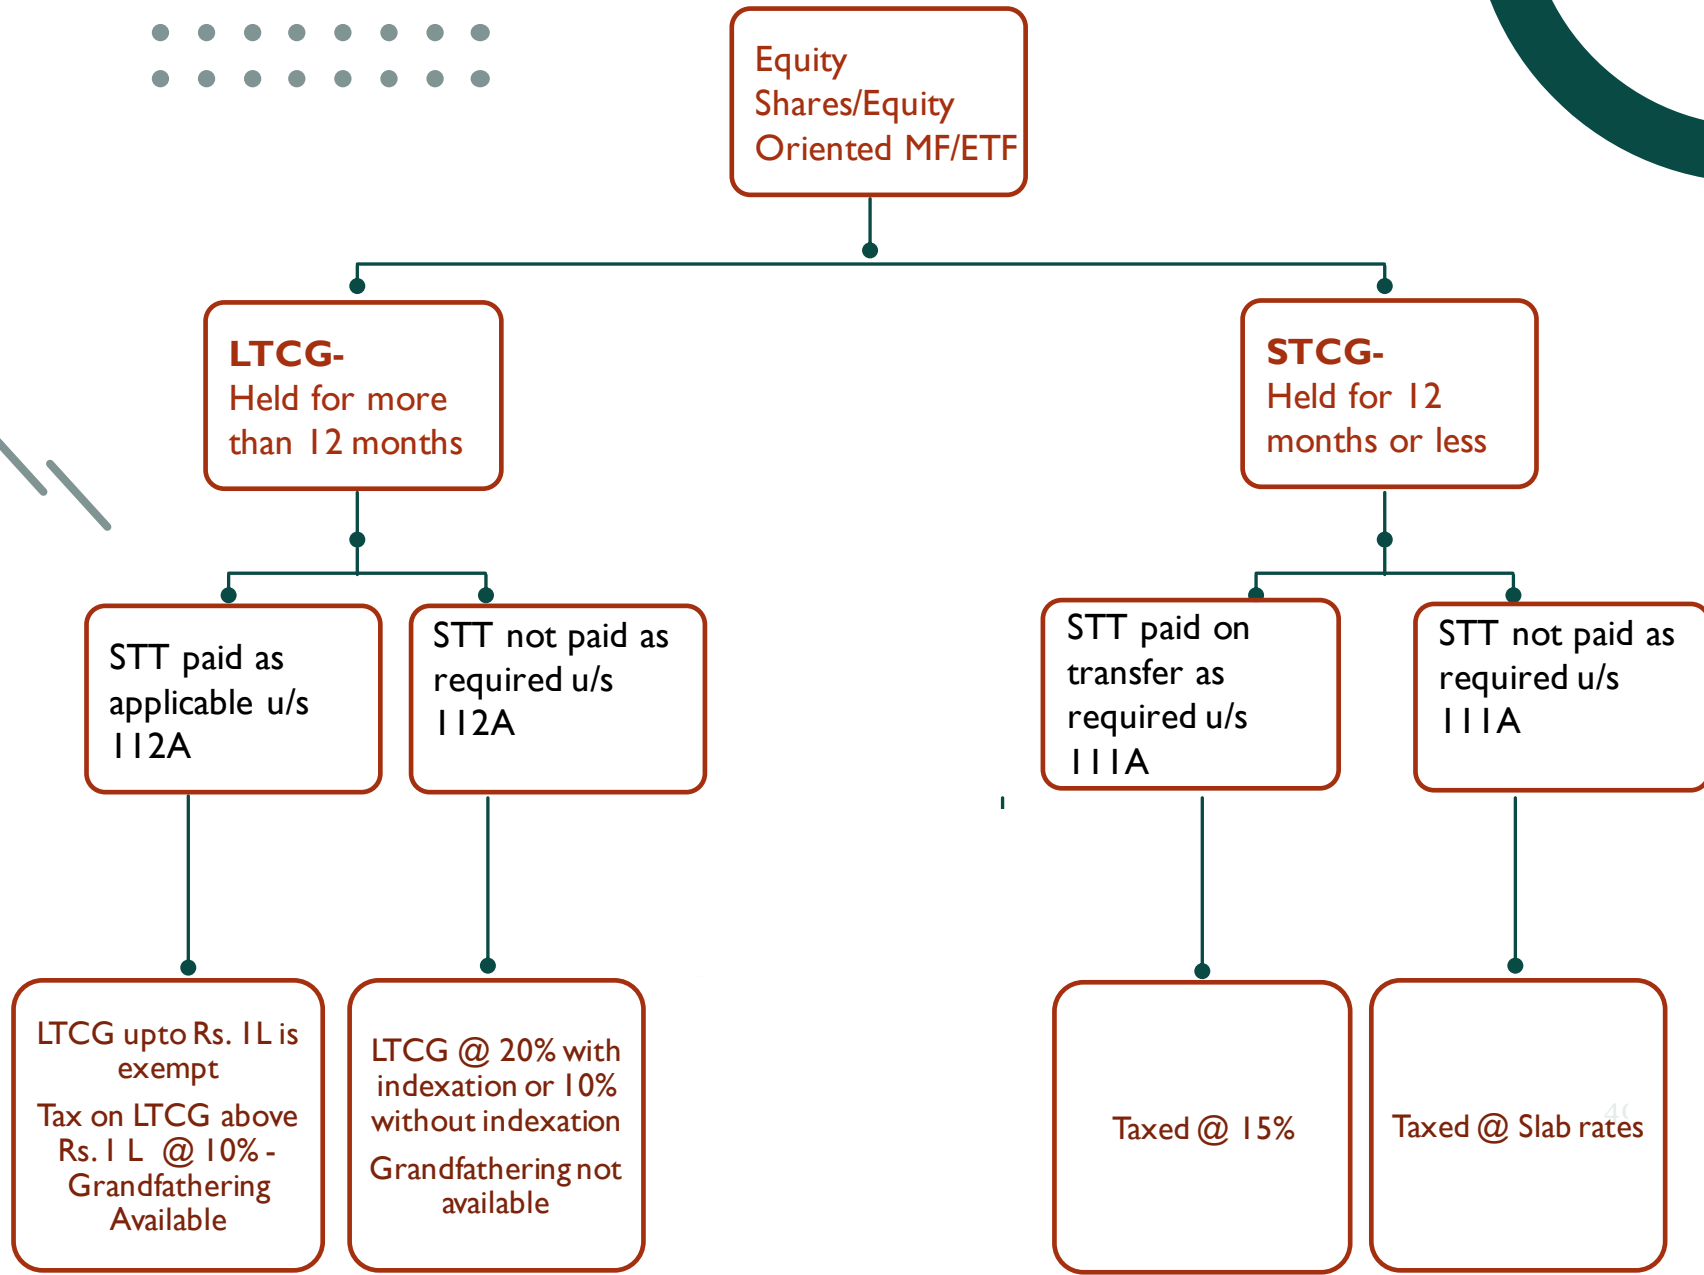 Equity
Shares/Equity
Oriented MF/ETF
LTCG-
Held for more
than 12 months
STCG-
Held for 12
months or less
STT paid as
applicable u/s
112A
STT not paid as
required u/s
112A
STT paid on
transfer as
required u/s
111A
STT not paid as
required u/s
111A
LTCG upto Rs. 1L is
exempt
Tax on LTCG above
Rs. 1 L @ 10% -
Grandfathering
Available
LTCG @ 20% with
indexation or 10%
without indexation
Grandfathering not
available
Taxed @ 15%
Taxed @ Slab rates